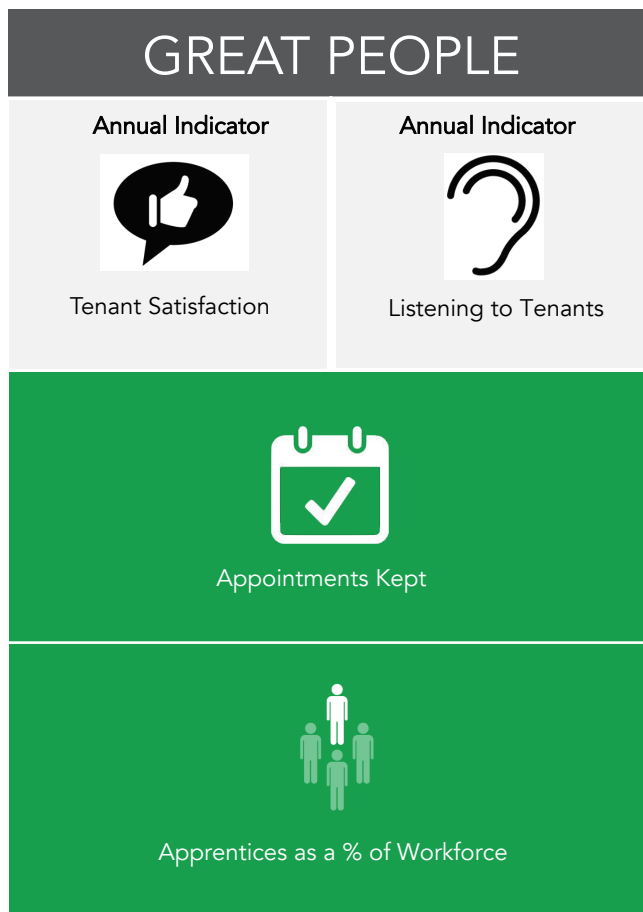 GREAT PEOPLE
Annual Indicator
Tenant Satisfaction
Annual Indicator
Listening to Tenants
Appointments Kept
Apprentices as a % of Workforce